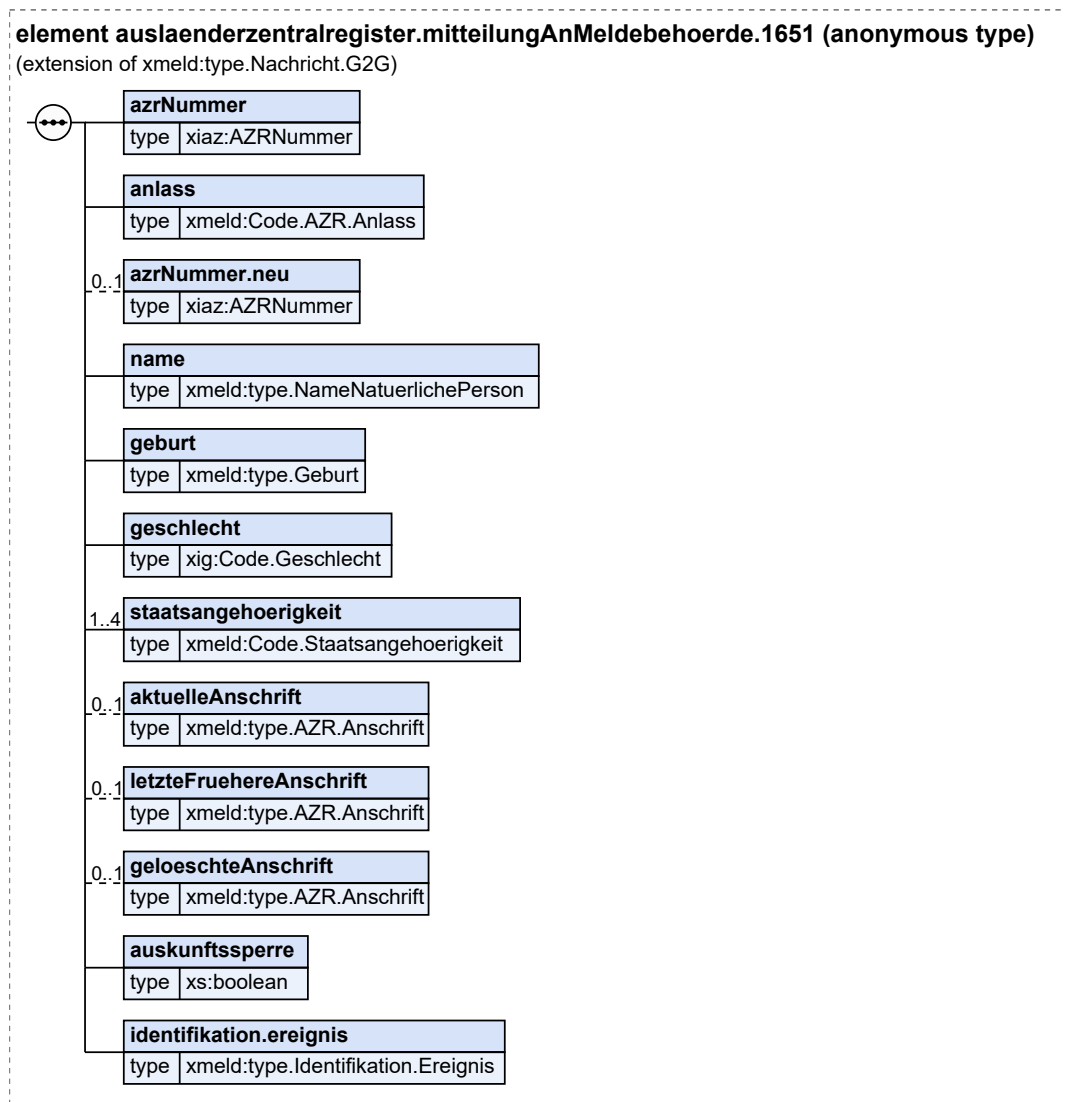 element auslaenderzentralregister.mitteilungAnMeldebehoerde.1651 (anonymous type)
(extension of xmeld:type.Nachricht.G2G)
azrNummer
type xiaz:AZRNummer
anlass
type xmeld:Code.AZR.Anlass
0..1 azrNummer.neu
type xiaz:AZRNummer
name
type xmeld:type.NameNatuerlichePerson
geburt
type xmeld:type.Geburt
geschlecht
type xig:Code.Geschlecht
1..4 staatsangehoerigkeit
type xmeld:Code.Staatsangehoerigkeit
0..1 aktuelleAnschrift
type xmeld:type.AZR.Anschrift
0..1 letzteFruehereAnschrift
type xmeld:type.AZR.Anschrift
0..1 geloeschteAnschrift
type xmeld:type.AZR.Anschrift
auskunftssperre
type xs:boolean
identifikation.ereignis
type xmeld:type.Identifikation.Ereignis